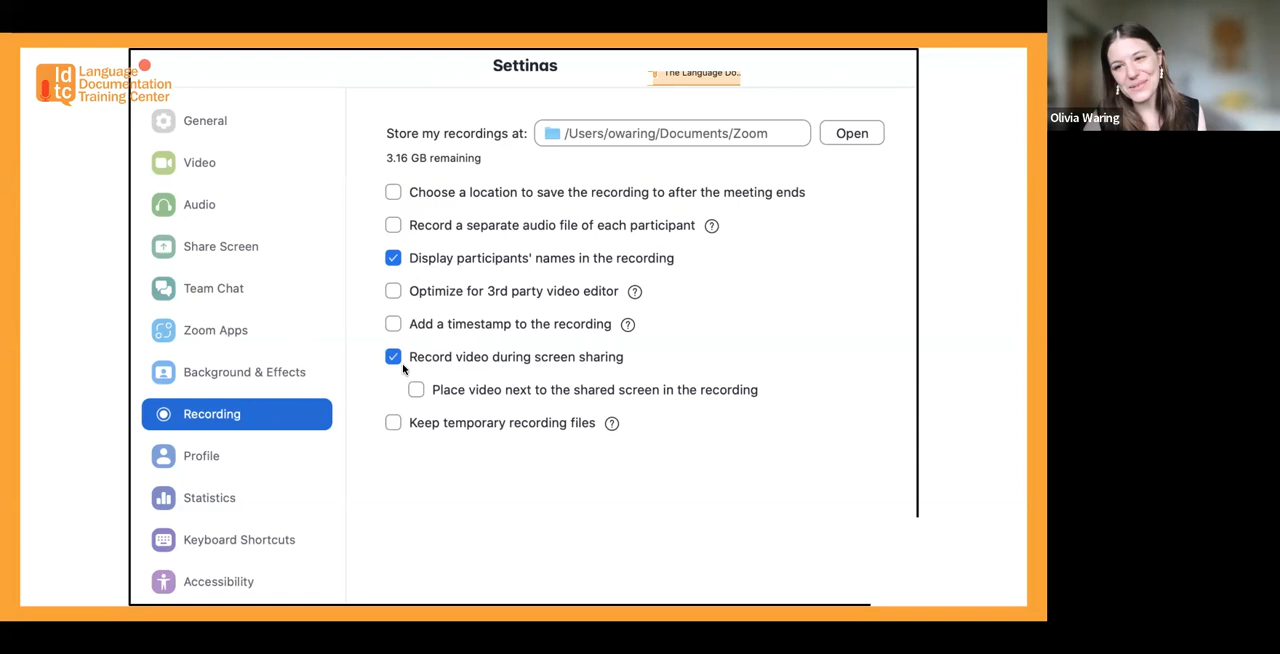 ld
tc
Language
Documentation
Training Center
Settings
The Language Do..
Olivia Waring
General
Video
Audio
Share Screen
Team Chat
Zoom Apps
Background & Effects
Recording
Profile
Statistics
Keyboard Shortcuts
Accessibility
Store my recordings at: /Users/owaring/Documents/Zoom Open
3.16 GB remaining
Choose a location to save the recording to after the meeting ends
Record a separate audio file of each participant ?
Display participants' names in the recording
Optimize for 3rd party video editor ?
Add a timestamp to the recording ?
Record video during screen sharing
Place video next to the shared screen in the recording
Keep temporary recording files ?